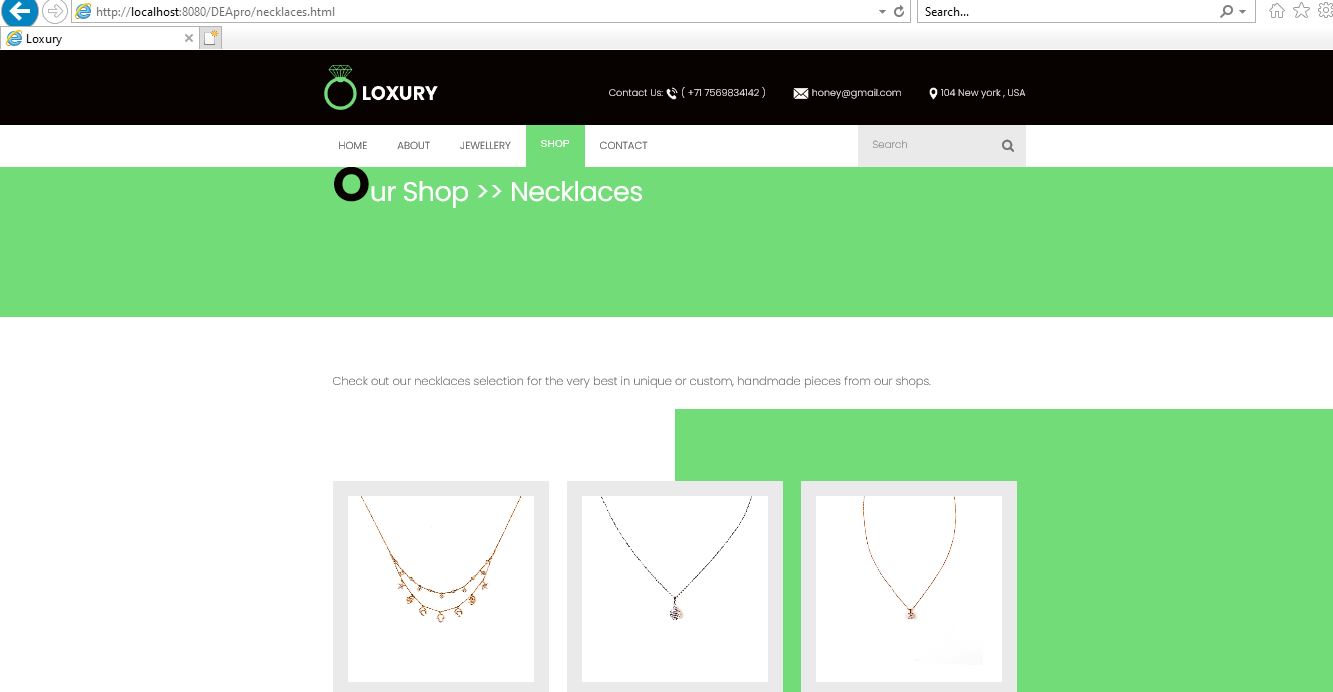 http://localhost:8080/DEApro/necklaces.html
Search...
Loxury
LOXURY
Contact Us: ( +71 7569834142 )
honey@gmail.com
104 New york , USA
HOME
ABOUT
JEWELLERY
SHOP
CONTACT
Search
Our Shop >> Necklaces
Check out our necklaces selection for the very best in unique or custom, handmade pieces from our shops.